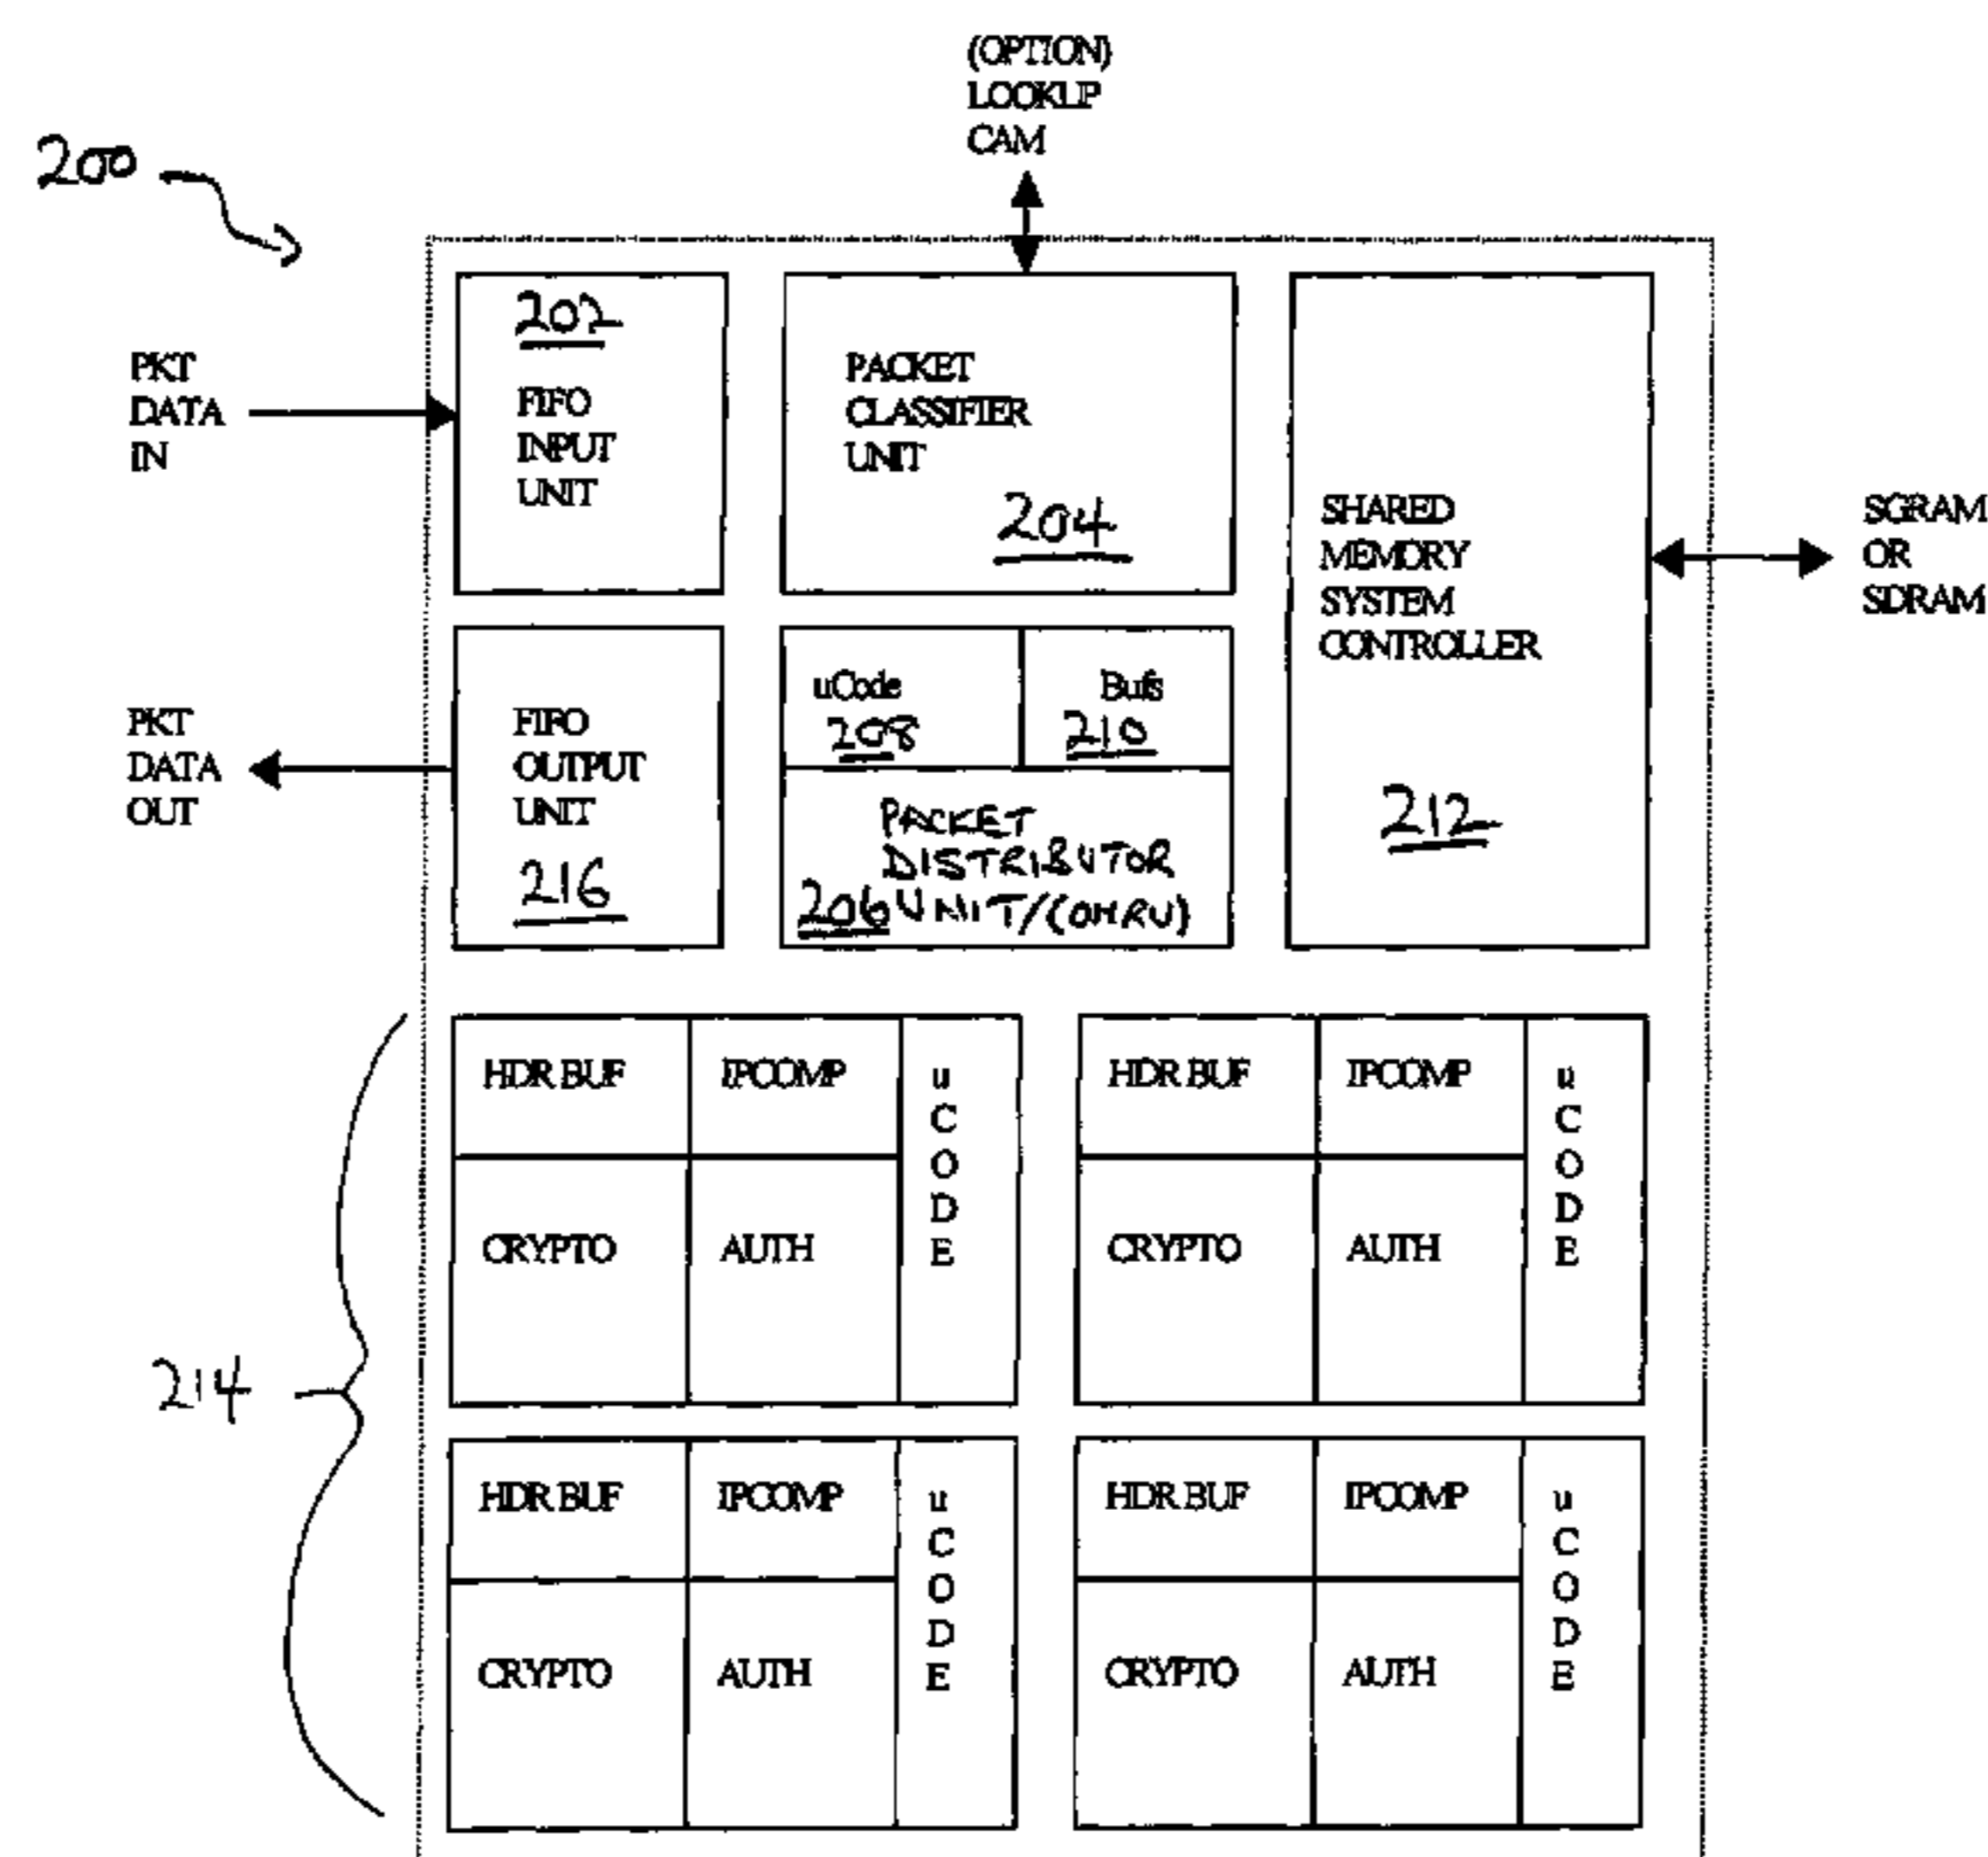 (OPTION)
LOOKUP
CAM
200
202
FIFO
INPUT
UNIT
PKT
DATA
IN
PACKET
CLASSIFIER
UNIT
204
SHARED
MEMORY
SYSTEM
CONTROLLER
212
SGRAM
OR
SDRAM
PKT
DATA
OUT
FIFO
OUTPUT
UNIT
216
uCode
208
Bufs
210
PACKET
DISTRIBUTOR
206 UNIT/(OHRU)
214
HDR BUF
IPCOMP
CRYPTO
AUTH
u
C
O
D
E
HDR BUF
IPCOMP
CRYPTO
AUTH
u
C
O
D
E
HDR BUF
IPCOMP
CRYPTO
AUTH
u
C
O
D
E
HDR BUF
IPCOMP
CRYPTO
AUTH
u
C
O
D
E